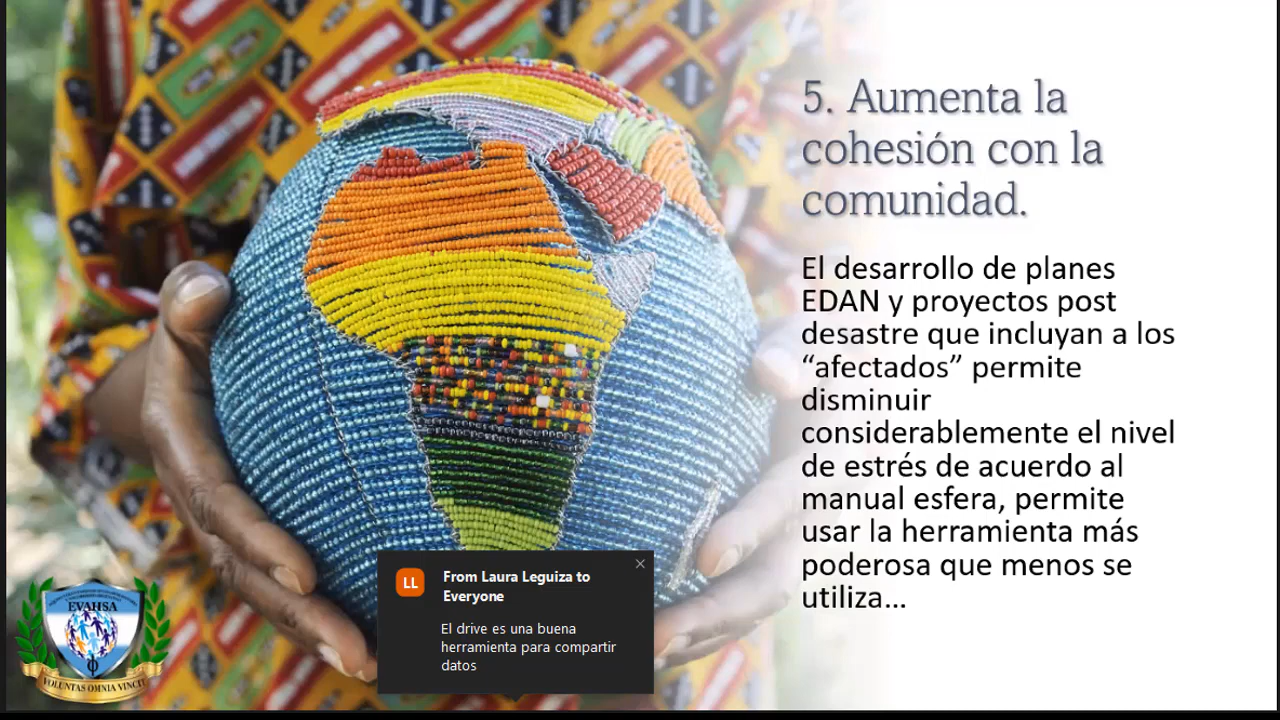 5. Aumenta la
cohesión con la
comunidad.
El desarrollo de planes
EDAN y proyectos post
desastre que incluyan a los
“afectados” permite
disminuir
considerablemente el nivel
de estrés de acuerdo al
manual esfera, permite
usar la herramienta más
poderosa que menos se
utiliza...
LL
From Laura Leguiza to
Everyone
El drive es una buena
herramienta para compartir
datos
EVAHSA
VOLUNTAS OMNIA VINCIT